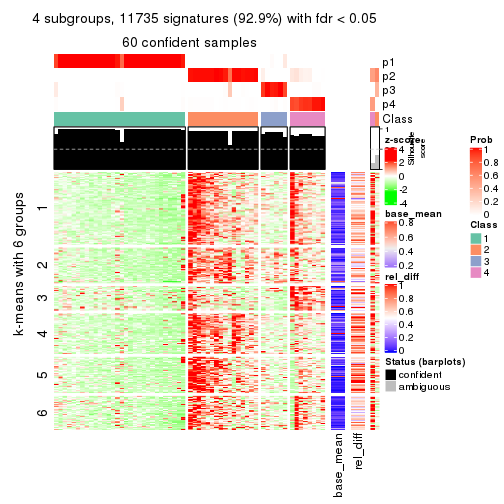 4 subgroups, 11735 signatures (92.9%) with fdr < 0.05
60 confident samples
p1
p2
p3
p4
Class
1
Silhouette
score
k-means with 6 groups
1
2
3
4
5
6
base_mean
rel_diff
z-score
4
2
0
-2
-4
base_mean
0.8
0.6
0.4
0.2
rel_diff
1
0.8
0.6
0.4
0.2
0
Status (barplots)
confident
ambiguous
Prob
1
0.8
0.6
0.4
0.2
0
Class
1
2
3
4